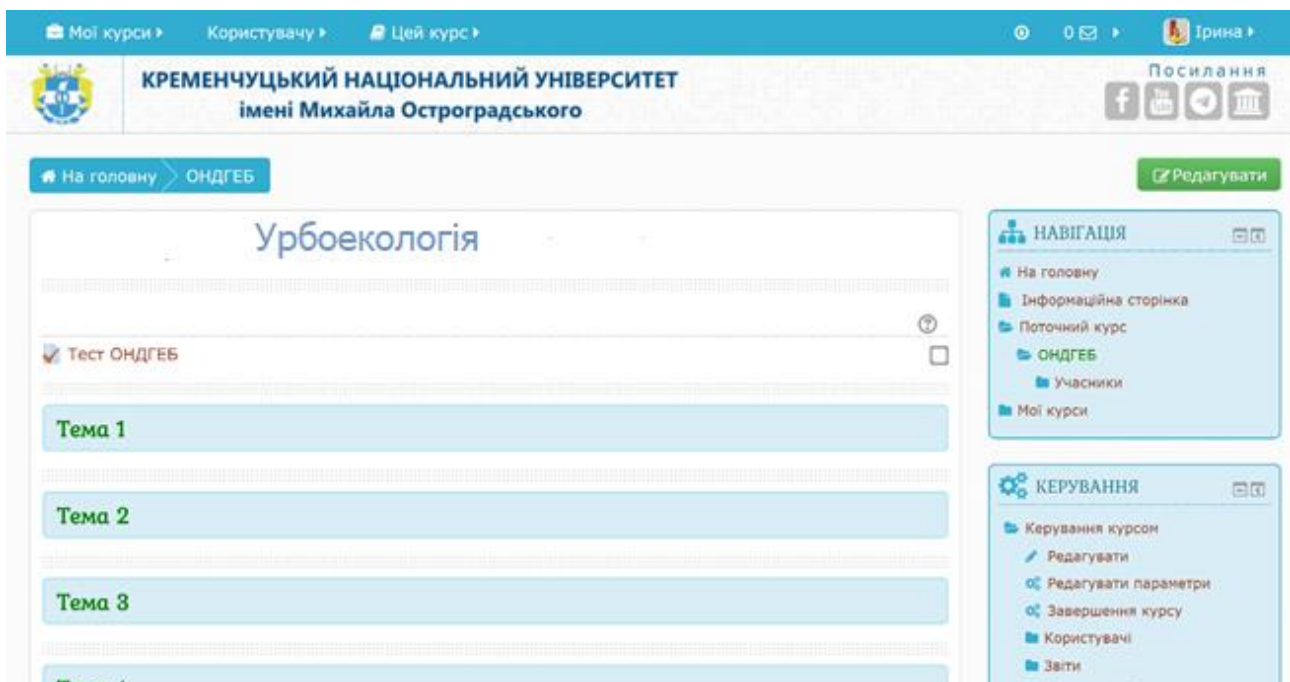 Мої курси Користувачу Цей курс 0 Ірина
КРЕМЕНЧУЦЬКИЙ НАЦІОНАЛЬНИЙ УНІВЕРСИТЕТ
імені Михайла Остроградського
Посилання
На головну ОНДГЕБ
Редагувати
Урбоекологія
Тест ОНДГЕБ
Тема 1
Тема 2
Тема 3
НАВІГАЦІЯ
На головну
Інформаційна сторінка
Поточний курс
ОНДГЕБ
Учасники
Мої курси
КЕРУВАННЯ
Керування курсом
Редагувати
Редагувати параметри
Завершення курсу
Користувачі
Звіти